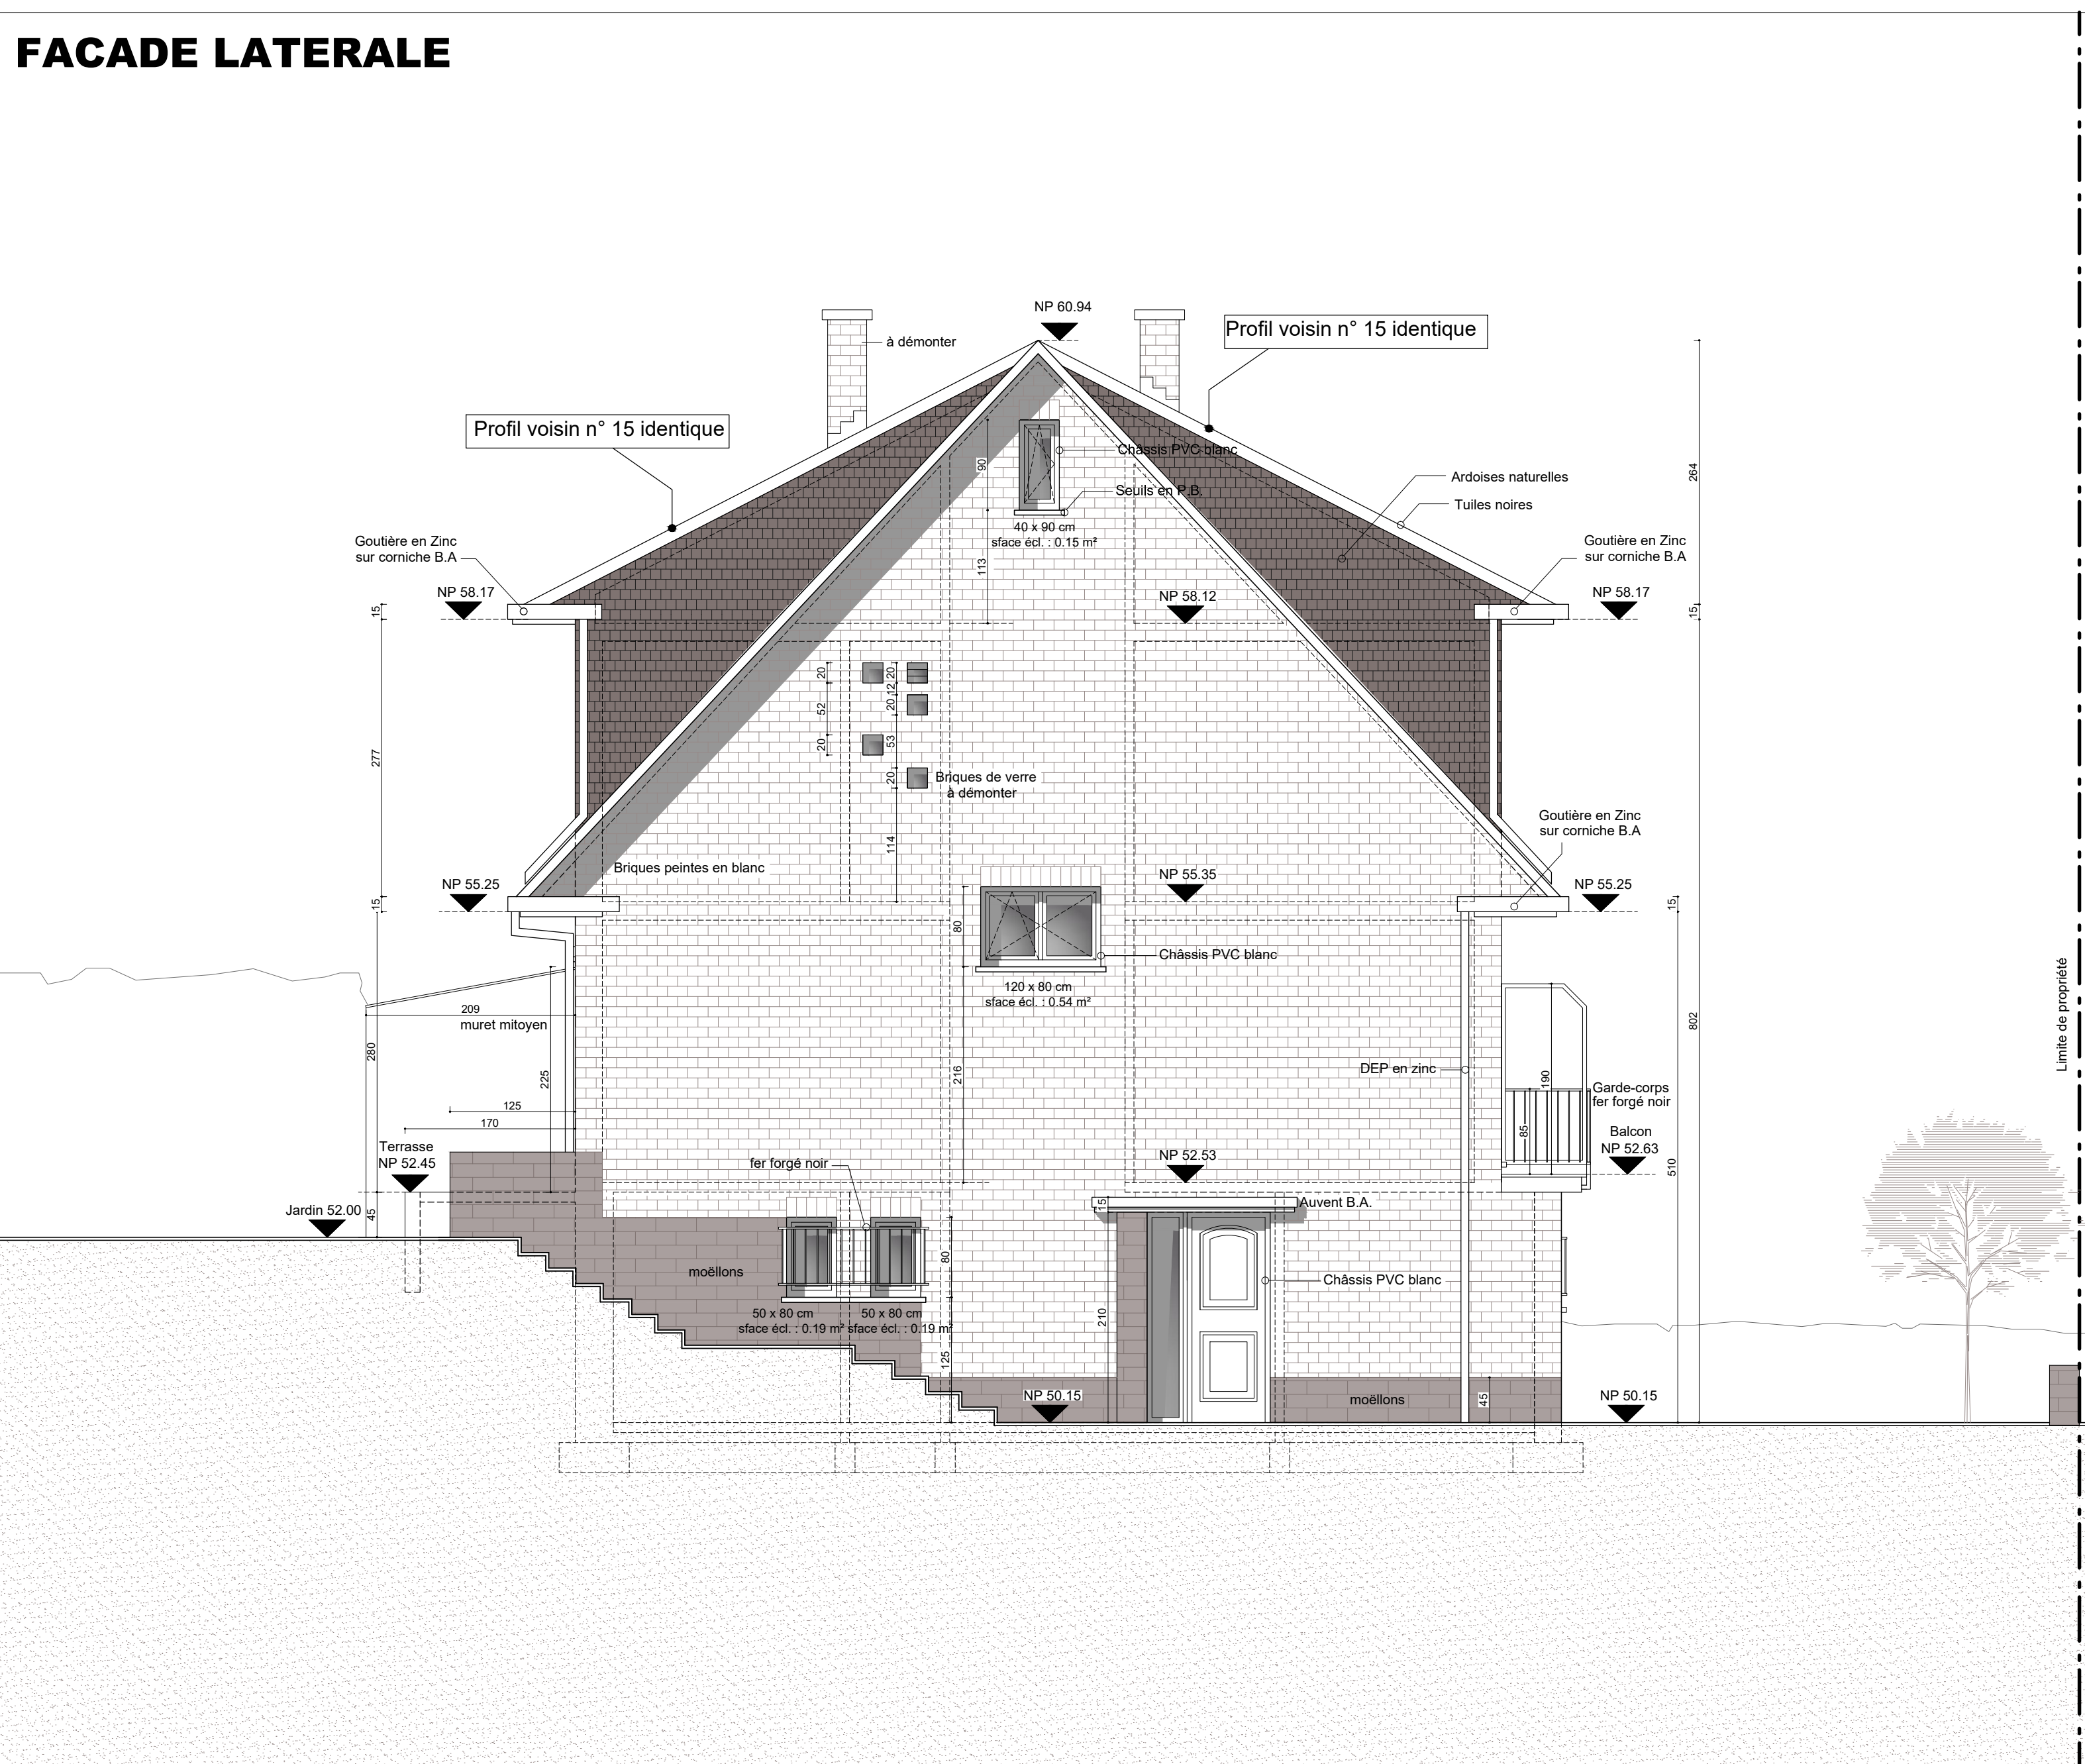 FACADE LATERALE
NP 60.94
à démonter
Profil voisin n° 15 identique
Profil voisin n° 15 identique
Châssis PVC blanc
90
264
Ardoises naturelles
Seuils en P.B.
Tuiles noires
40 x 90 cm
sface écl. : 0.15 m²
Goutière en Zinc
sur corniche B.A
Goutière en Zinc
sur corniche B.A
113
NP 58.17
NP 58.12
NP 58.17
15
15
20
20
12
20
52
53
20
20
277
Briques de verre
à démonter
114
Goutière en Zinc
sur corniche B.A
Briques peintes en blanc
NP 55.25
NP 55.35
NP 55.25
15
15
80
Châssis PVC blanc
120 x 80 cm
sface écl. : 0.54 m²
209
muret mitoyen
280
225
216
802
Limite de propriété
DEP en zinc
190
Garde-corps
fer forgé noir
125
170
85
Balcon
NP 52.63
Terrasse
NP 52.45
fer forgé noir
NP 52.53
510
Jardin 52.00
45
15
Auvent B.A.
80
moëllons
Châssis PVC blanc
50 x 80 cm
sface écl. : 0.19 m²
50 x 80 cm
sface écl. : 0.19 m²
210
125
NP 50.15
moëllons
45
NP 50.15